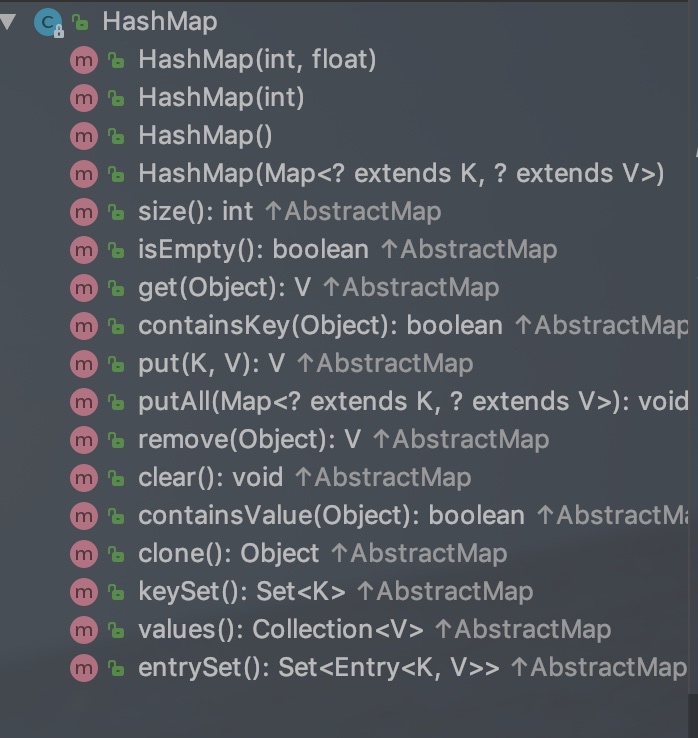 HashMap
HashMap(int, float)
HashMap(int)
HashMap()
HashMap(Map<? extends K, ? extends V>)
size(): int ↑AbstractMap
isEmpty(): boolean ↑AbstractMap
get(Object): V ↑AbstractMap
containsKey(Object): boolean ↑AbstractMap
put(K, V): V ↑AbstractMap
putAll(Map<? extends K, ? extends V>): void
remove(Object): V ↑AbstractMap
clear(): void ↑AbstractMap
containsValue(Object): boolean ↑AbstractMa
clone(): Object ↑AbstractMap
keySet(): Set<K> ↑AbstractMap
values(): Collection<V> ↑AbstractMap
entrySet(): Set<Entry<K, V>> ↑AbstractMap